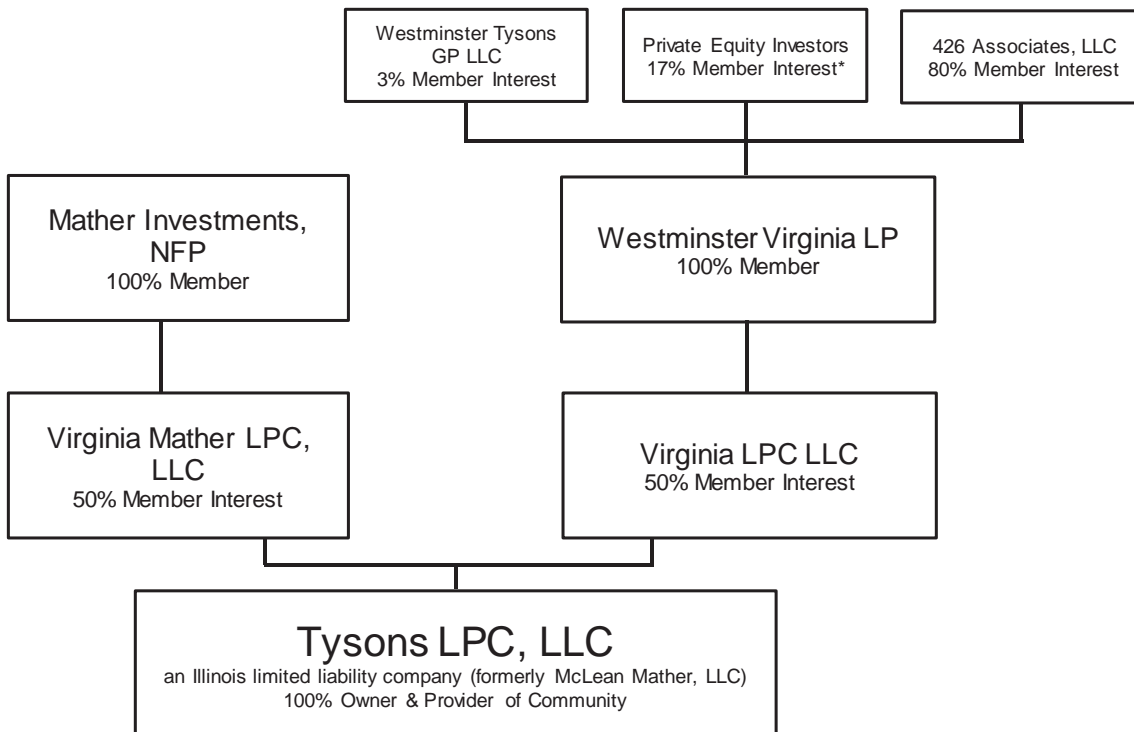 Westminster Tysons
GP LLC
3% Member Interest
Private Equity Investors
17% Member Interest*
426 Associates, LLC
80% Member Interest
Mather Investments,
NFP
100% Member
Westminster Virginia LP
100% Member
Virginia Mather LPC,
LLC
50% Member Interest
Virginia LPC LLC
50% Member Interest
Tysons LPC, LLC
an Illinois limited liability company (formerly McLean Mather, LLC)
100% Owner & Provider of Community